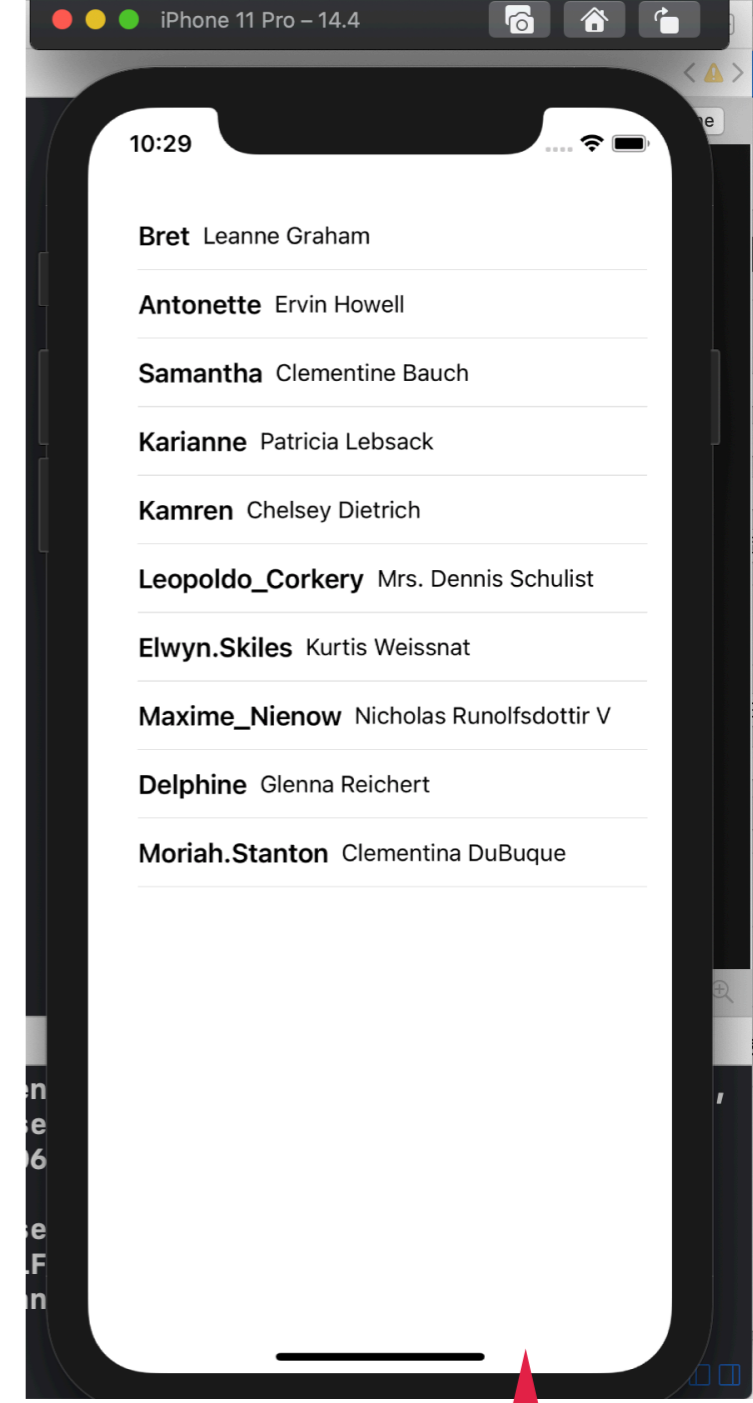 iPhone 11 Pro – 14.4
10:29
Bret Leanne Graham
Antonette Ervin Howell
Samantha Clementine Bauch
Karianne Patricia Lebsack
Kamren Chelsey Dietrich
Leopoldo_Corkery Mrs. Dennis Schulist
Elwyn.Skiles Kurtis Weissnat
Maxime_Nienow Nicholas Runolfsdottir V
Delphine Glenna Reichert
Moriah.Stanton Clementina DuBuque